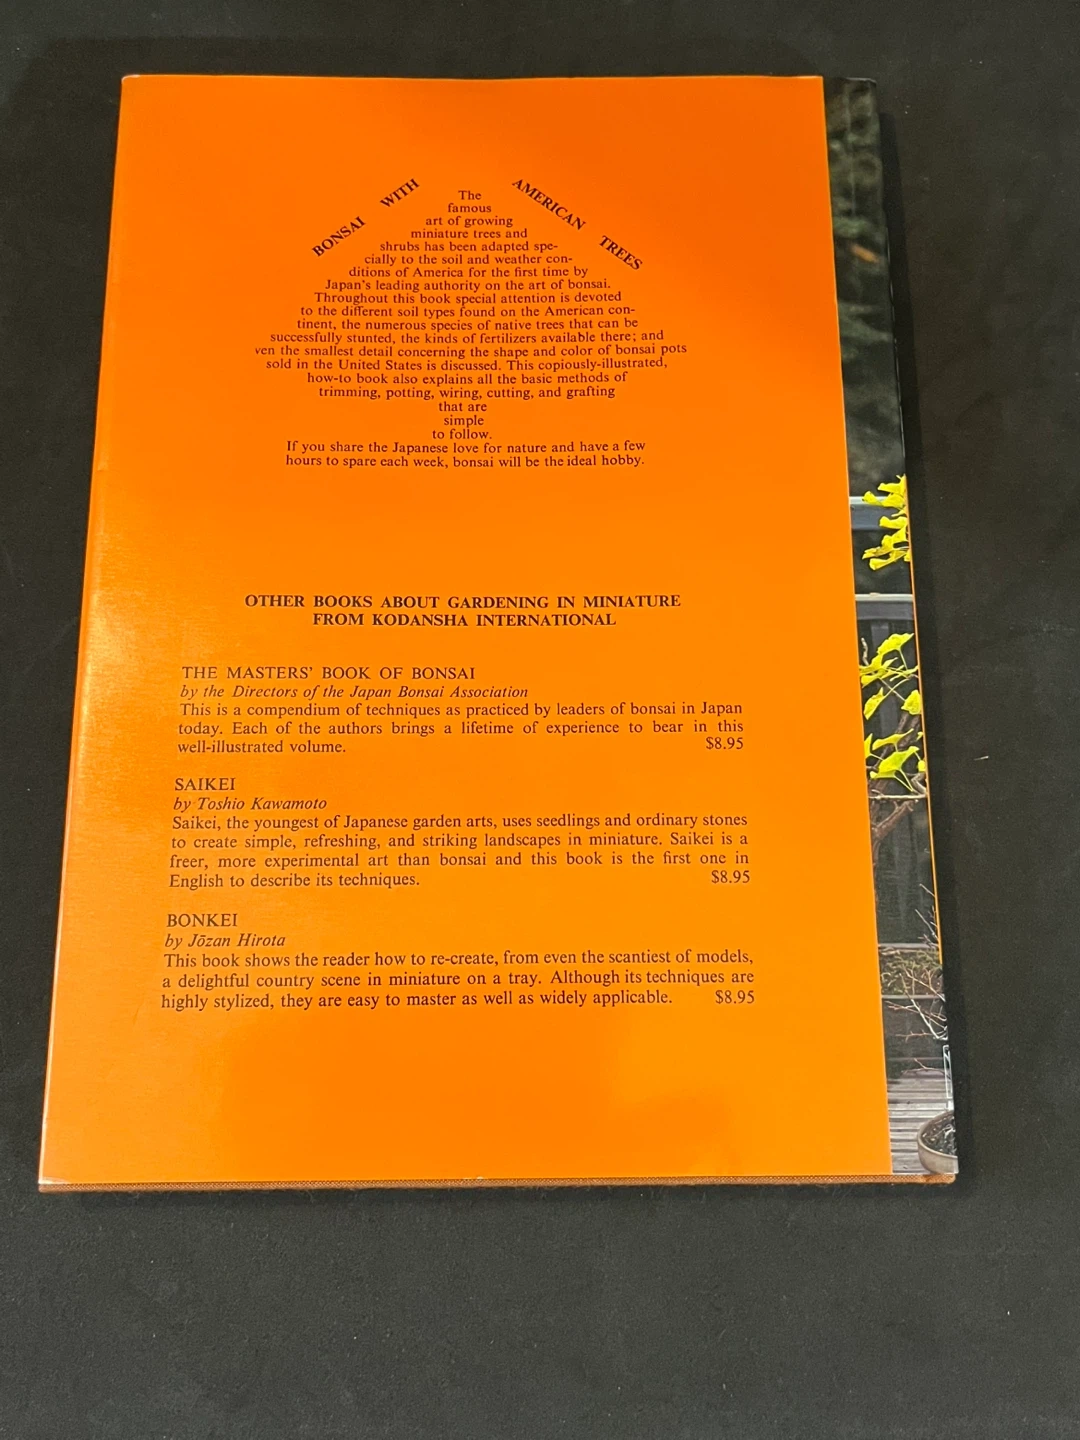 BONSAI WITH AMERICAN TREES
The
famous
art of growing
miniature trees and
shrubs has been adapted spe-
cially to the soil and weather con-
ditions of America for the first time by
Japan's leading authority on the art of bonsai.
Throughout this book special attention is devoted
to the different soil types found on the American con-
tinent, the numerous species of native trees that can be
successfully stunted, the kinds of fertilizers available there; and
ven the smallest detail concerning the shape and color of bonsai pots
sold in the United States is discussed. This copiously-illustrated,
how-to book also explains all the basic methods of
trimming, potting, wiring, cutting, and grafting
that are
simple
to follow.
If you share the Japanese love for nature and have a few
hours to spare each week, bonsai will be the ideal hobby.
OTHER BOOKS ABOUT GARDENING IN MINIATURE
FROM KODANSHA INTERNATIONAL
THE MASTERS' BOOK OF BONSAI
by the Directors of the Japan Bonsai Association
This is a compendium of techniques as practiced by leaders of bonsai in Japan
today. Each of the authors brings a lifetime of experience to bear in this
well-illustrated volume. $8.95
SAIKEI
by Toshio Kawamoto
Saikei, the youngest of Japanese garden arts, uses seedlings and ordinary stones
to create simple, refreshing, and striking landscapes in miniature. Saikei is a
freer, more experimental art than bonsai and this book is the first one in
English to describe its techniques. $8.95
BONKEI
by Jōzan Hirota
This book shows the reader how to re-create, from even the scantiest of models,
a delightful country scene in miniature on a tray. Although its techniques are
highly stylized, they are easy to master as well as widely applicable. $8.95